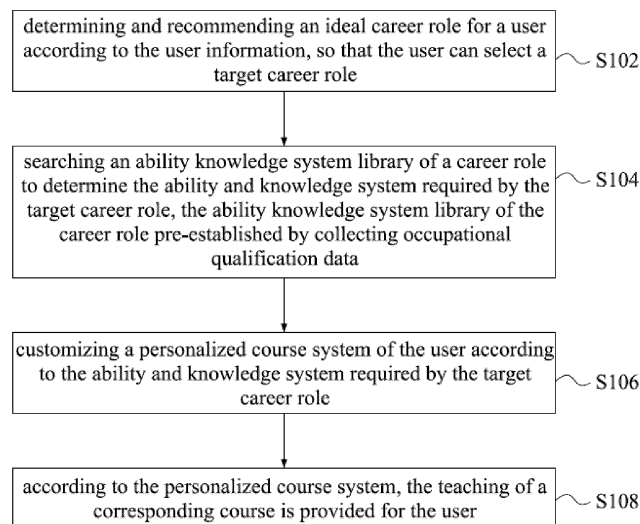 determining and recommending an ideal career role for a user
according to the user information, so that the user can select a
target career role
S102
searching an ability knowledge system library of a career role
to determine the ability and knowledge system required by the
target career role, the ability knowledge system library of the
career role pre-established by collecting occupational
qualification data
S104
customizing a personalized course system of the user according
to the ability and knowledge system required by the target
career role
S106
according to the personalized course system, the teaching of a
corresponding course is provided for the user
S108